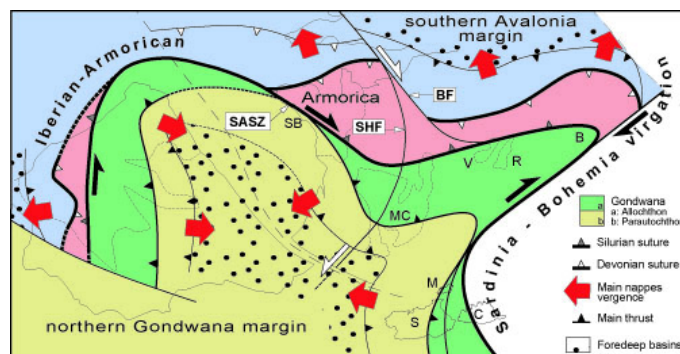 southern Avalonia
margin
Iberian-Armorican
Armorica
BF
SASZ
SB
SHF
V
R
B
MC
M
S
C
Sardinia - Bohemia virgation
northern Gondwana margin
Gondwana
a
a: Allochthon
b
b: Parautochthon
Silurian suture
Devonian suture
Main nappes
vergence
Main thrust
Foredeep basins